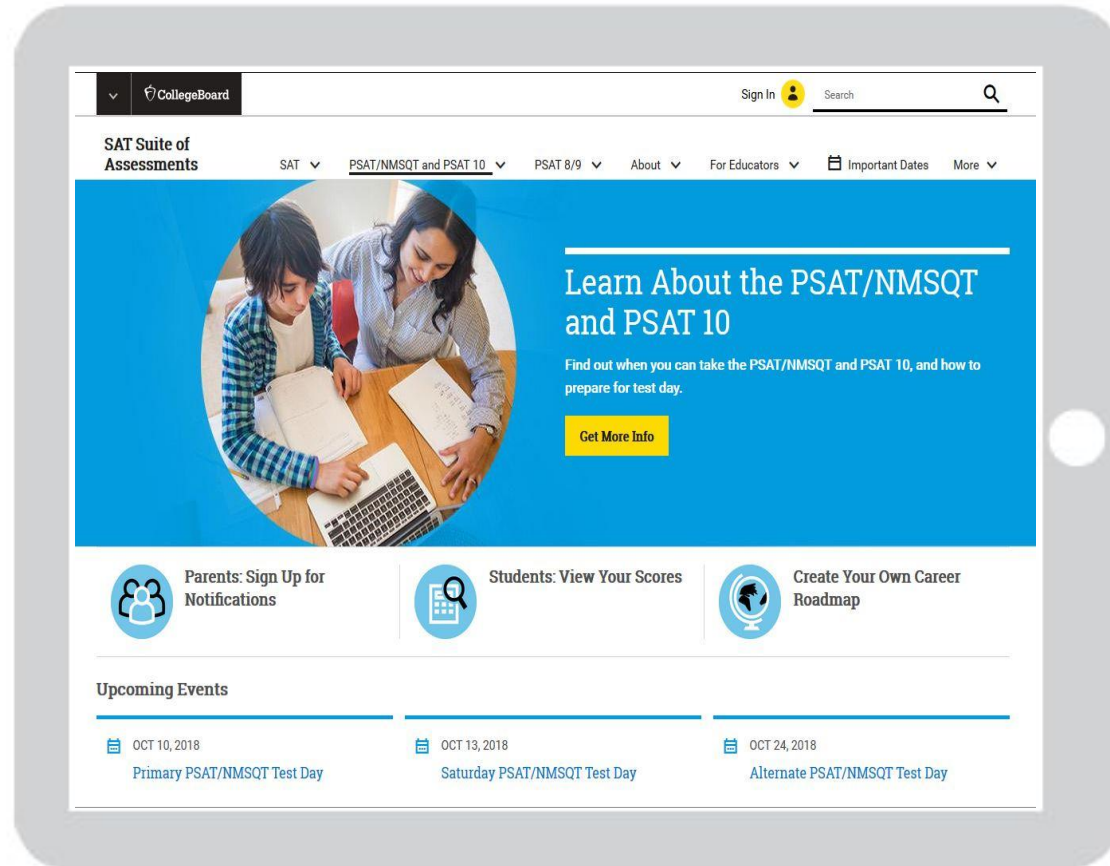 CollegeBoard
Sign In
Search
SAT Suite of
Assessments
SAT
PSAT/NMSQT and PSAT 10
PSAT 8/9
About
For Educators
Important Dates
More
Learn About the PSAT/NMSQT
and PSAT 10
Find out when you can take the PSAT/NMSQT and PSAT 10, and how to
prepare for test day.
Get More Info
Parents: Sign Up for
Notifications
Students: View Your Scores
Create Your Own Career
Roadmap
Upcoming Events
OCT 10, 2018
Primary PSAT/NMSQT Test Day
OCT 13, 2018
Saturday PSAT/NMSQT Test Day
OCT 24, 2018
Alternate PSAT/NMSQT Test Day